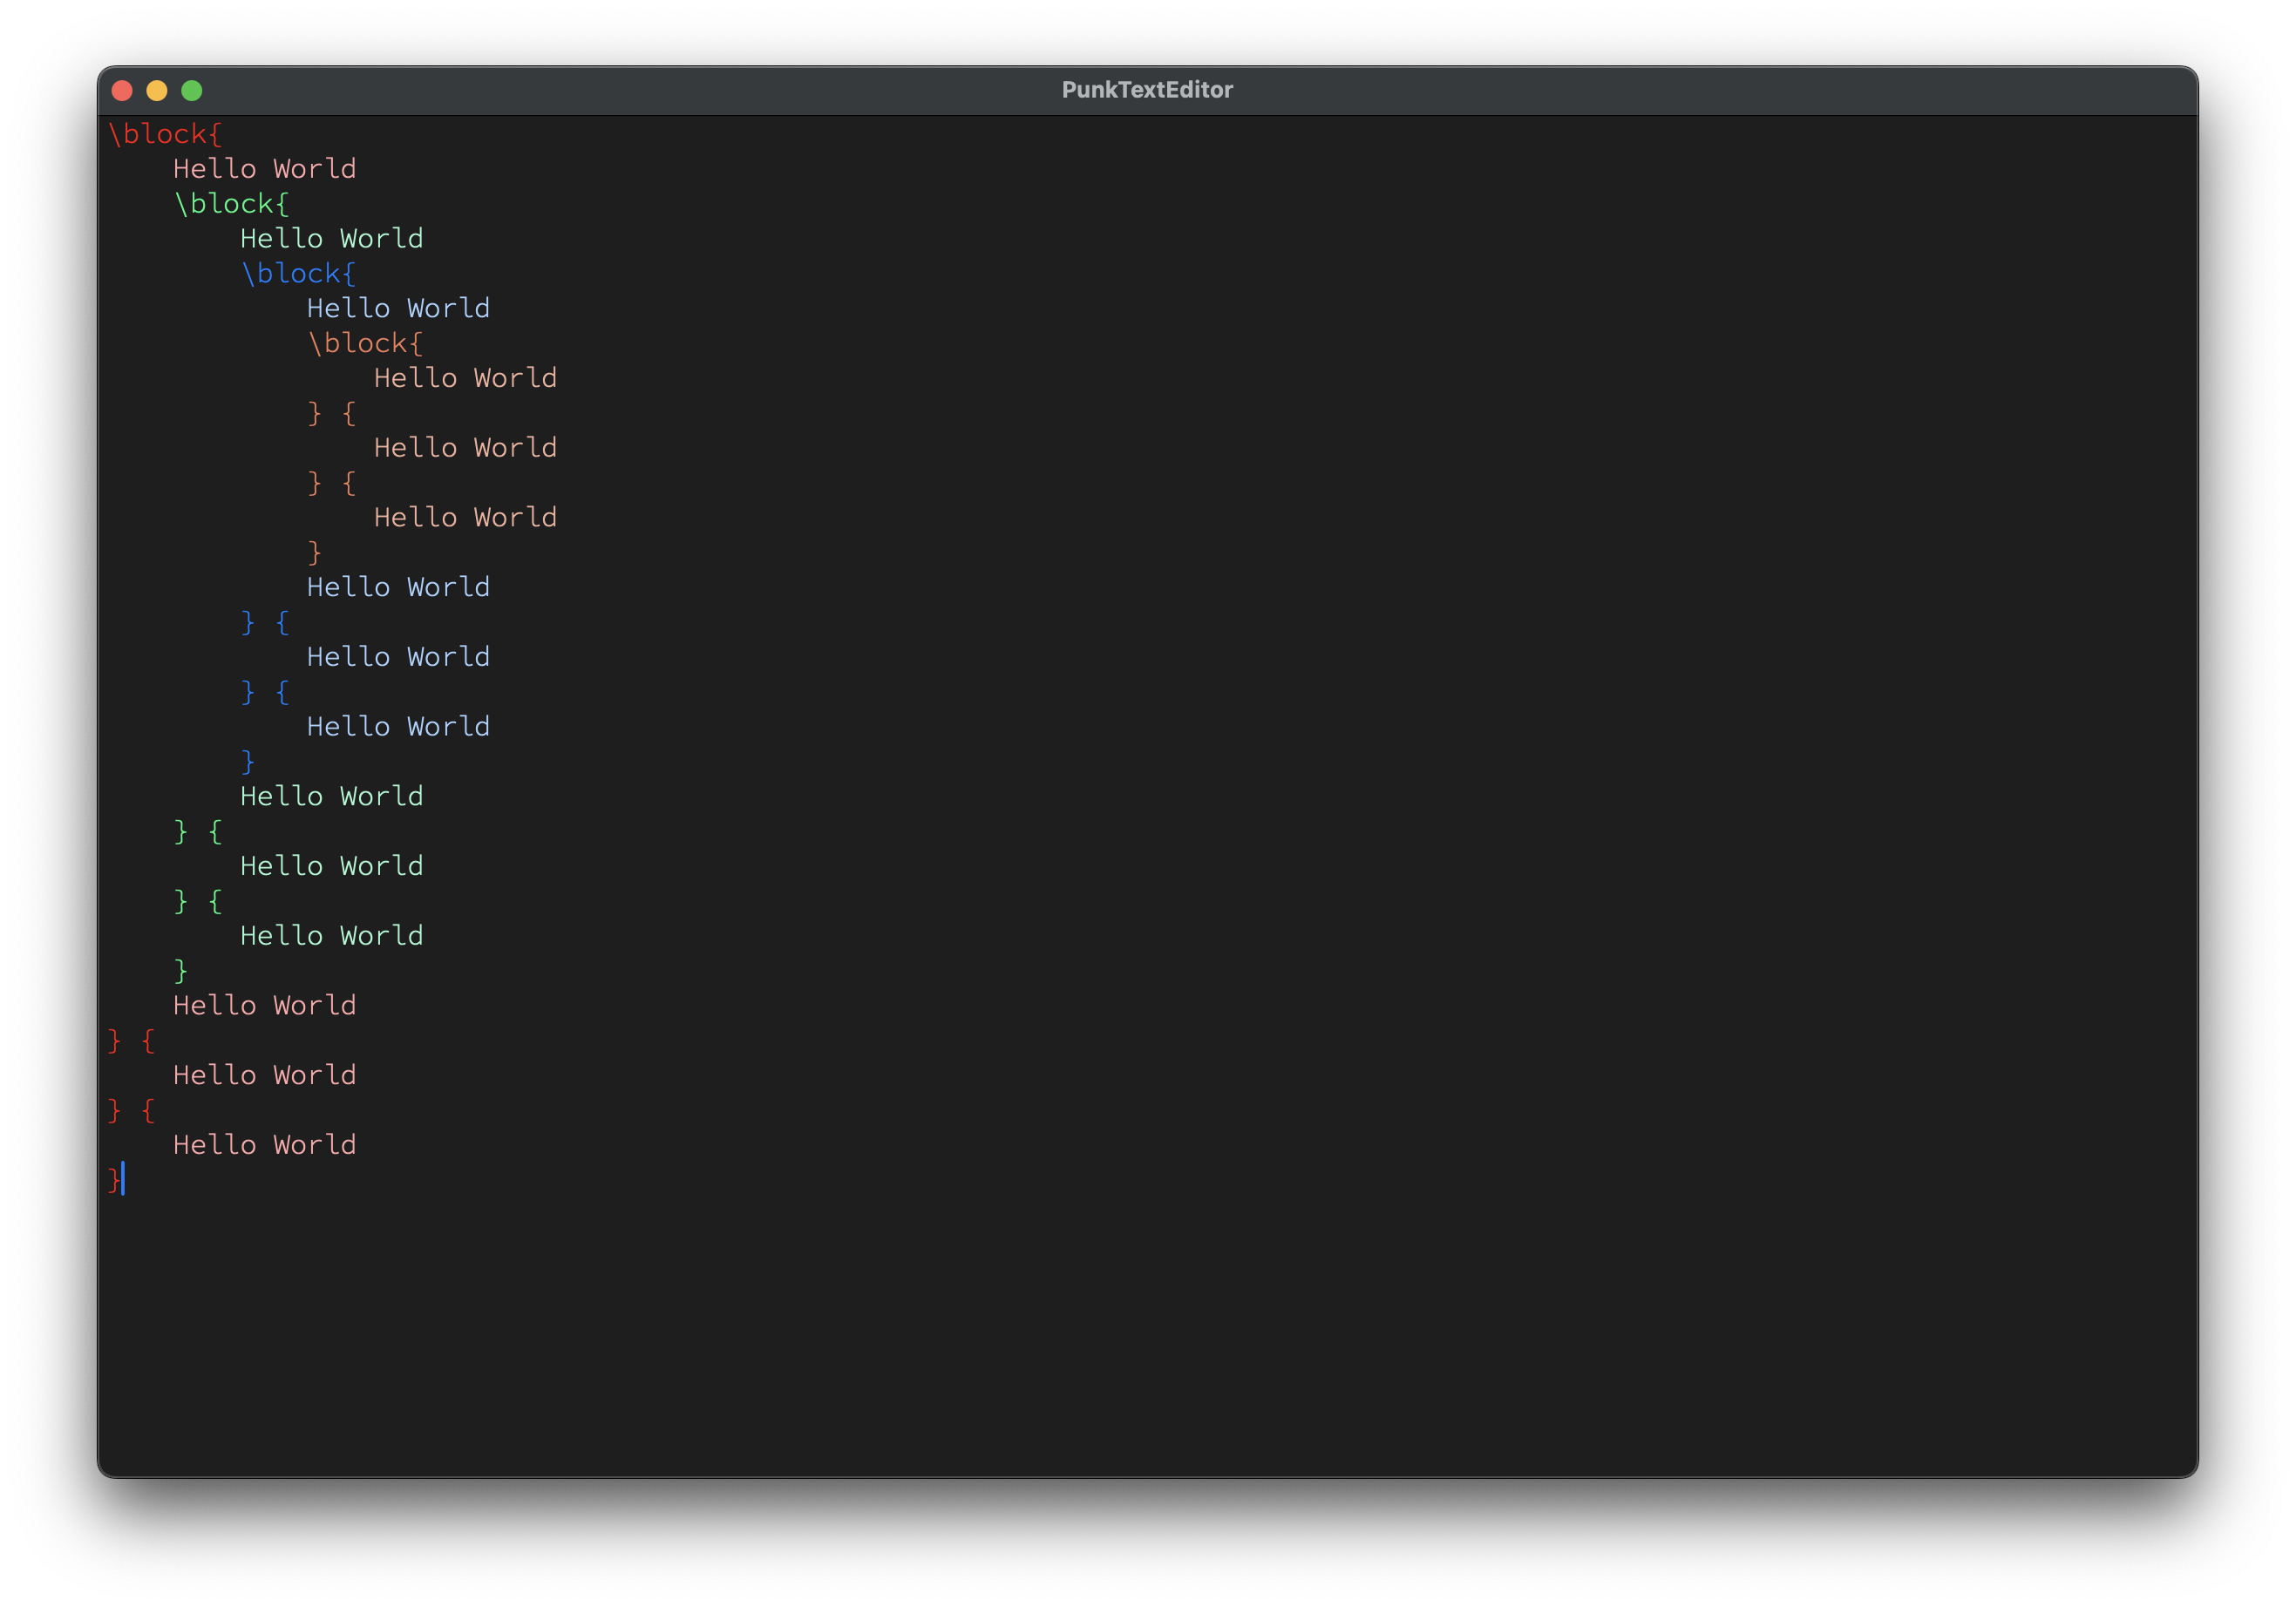 PunkTextEditor
\block{
    Hello World
    \block{
        Hello World
        \block{
            Hello World
            \block{
                Hello World
            } {
                Hello World
            } {
                Hello World
            }
            Hello World
        } {
            Hello World
        } {
            Hello World
        }
        Hello World
    } {
        Hello World
    } {
        Hello World
    }
    Hello World
} {
    Hello World
} {
    Hello World
}